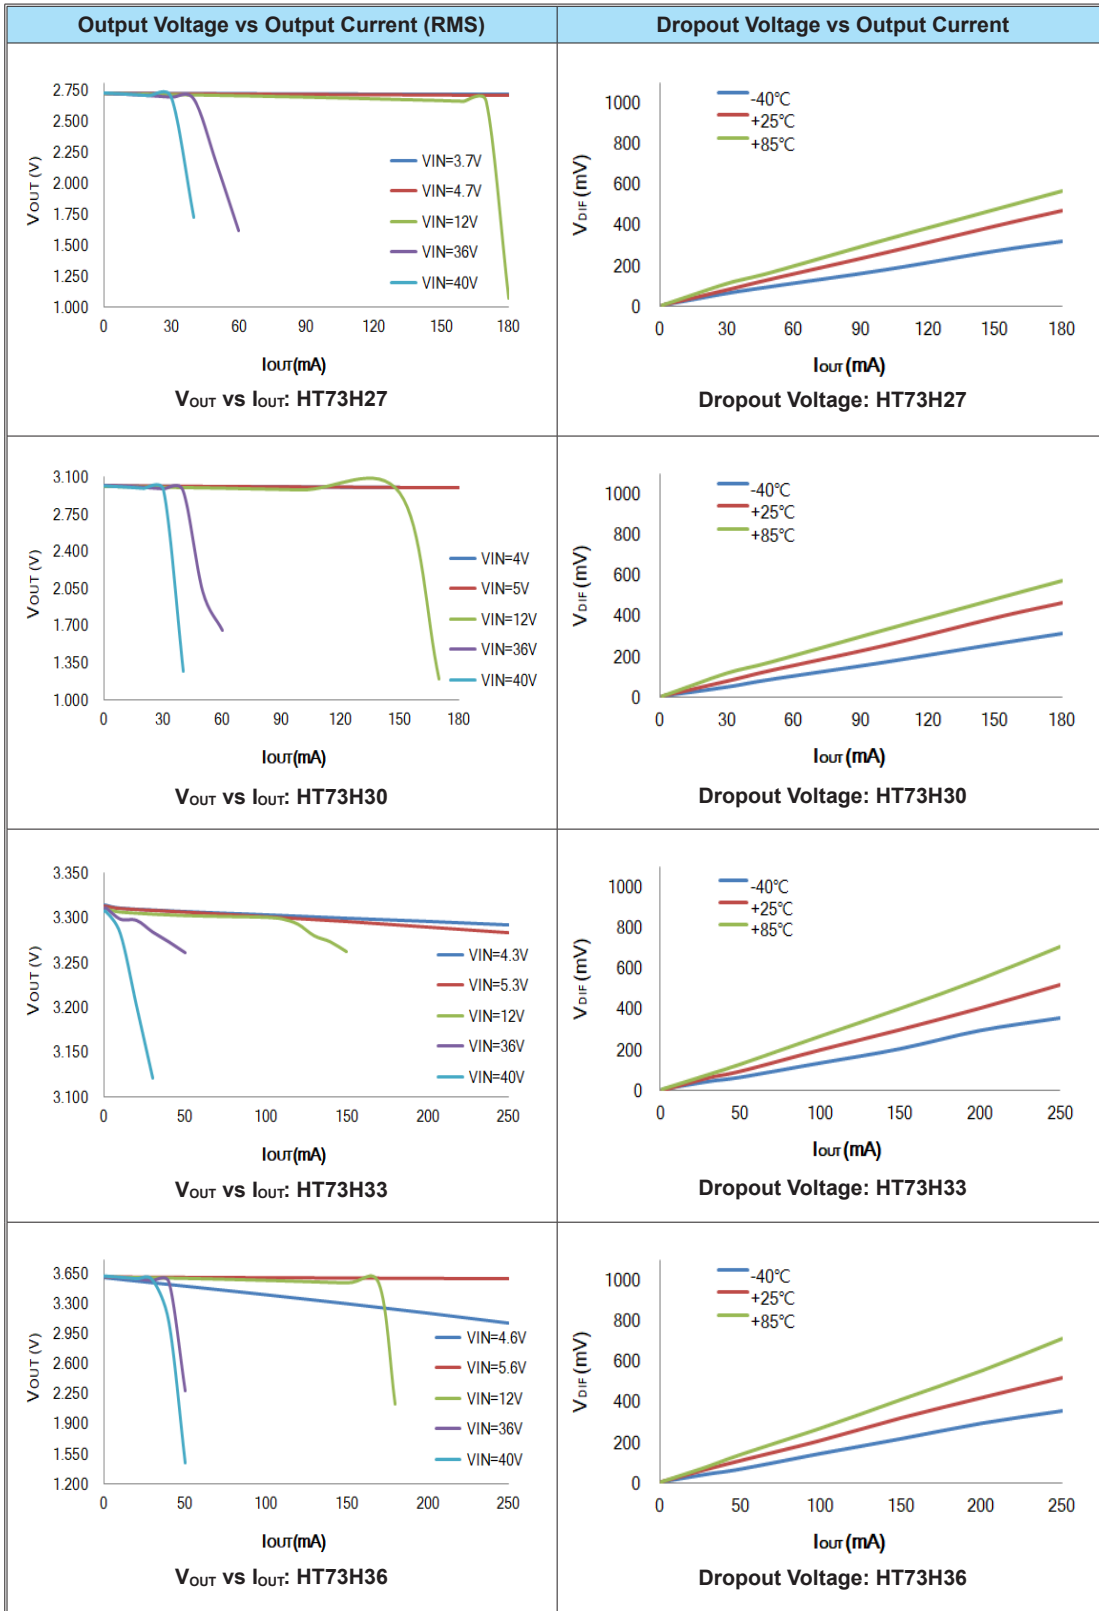 Output Voltage vs Output Current (RMS)
Dropout Voltage vs Output Current
2.750
2.500
2.250
2.000
1.750
1.500
1.250
1.000
VOUT (V)
VIN=3.7V
VIN=4.7V
VIN=12V
VIN=36V
VIN=40V
0 30 60 90 120 150 180
IOUT(mA)
VOUT vs IOUT: HT73H27
1000
800
600
400
200
0
VDIF (mV)
-40℃
+25℃
+85℃
0 30 60 90 120 150 180
IOUT (mA)
Dropout Voltage: HT73H27
3.100
2.750
2.400
2.050
1.700
1.350
1.000
VOUT (V)
VIN=4V
VIN=5V
VIN=12V
VIN=36V
VIN=40V
0 30 60 90 120 150 180
IOUT(mA)
VOUT vs IOUT: HT73H30
1000
800
600
400
200
0
VDIF (mV)
-40℃
+25℃
+85℃
0 30 60 90 120 150 180
IOUT (mA)
Dropout Voltage: HT73H30
3.350
3.300
3.250
3.200
3.150
3.100
VOUT (V)
VIN=4.3V
VIN=5.3V
VIN=12V
VIN=36V
VIN=40V
0 50 100 150 200 250
IOUT(mA)
VOUT vs IOUT: HT73H33
1000
800
600
400
200
0
VDIF (mV)
-40℃
+25℃
+85℃
0 50 100 150 200 250
IOUT (mA)
Dropout Voltage: HT73H33
3.650
3.300
2.950
2.600
2.250
1.900
1.550
1.200
VOUT (V)
VIN=4.6V
VIN=5.6V
VIN=12V
VIN=36V
VIN=40V
0 50 100 150 200 250
IOUT(mA)
VOUT vs IOUT: HT73H36
1000
800
600
400
200
0
VDIF (mV)
-40℃
+25℃
+85℃
0 50 100 150 200 250
IOUT (mA)
Dropout Voltage: HT73H36